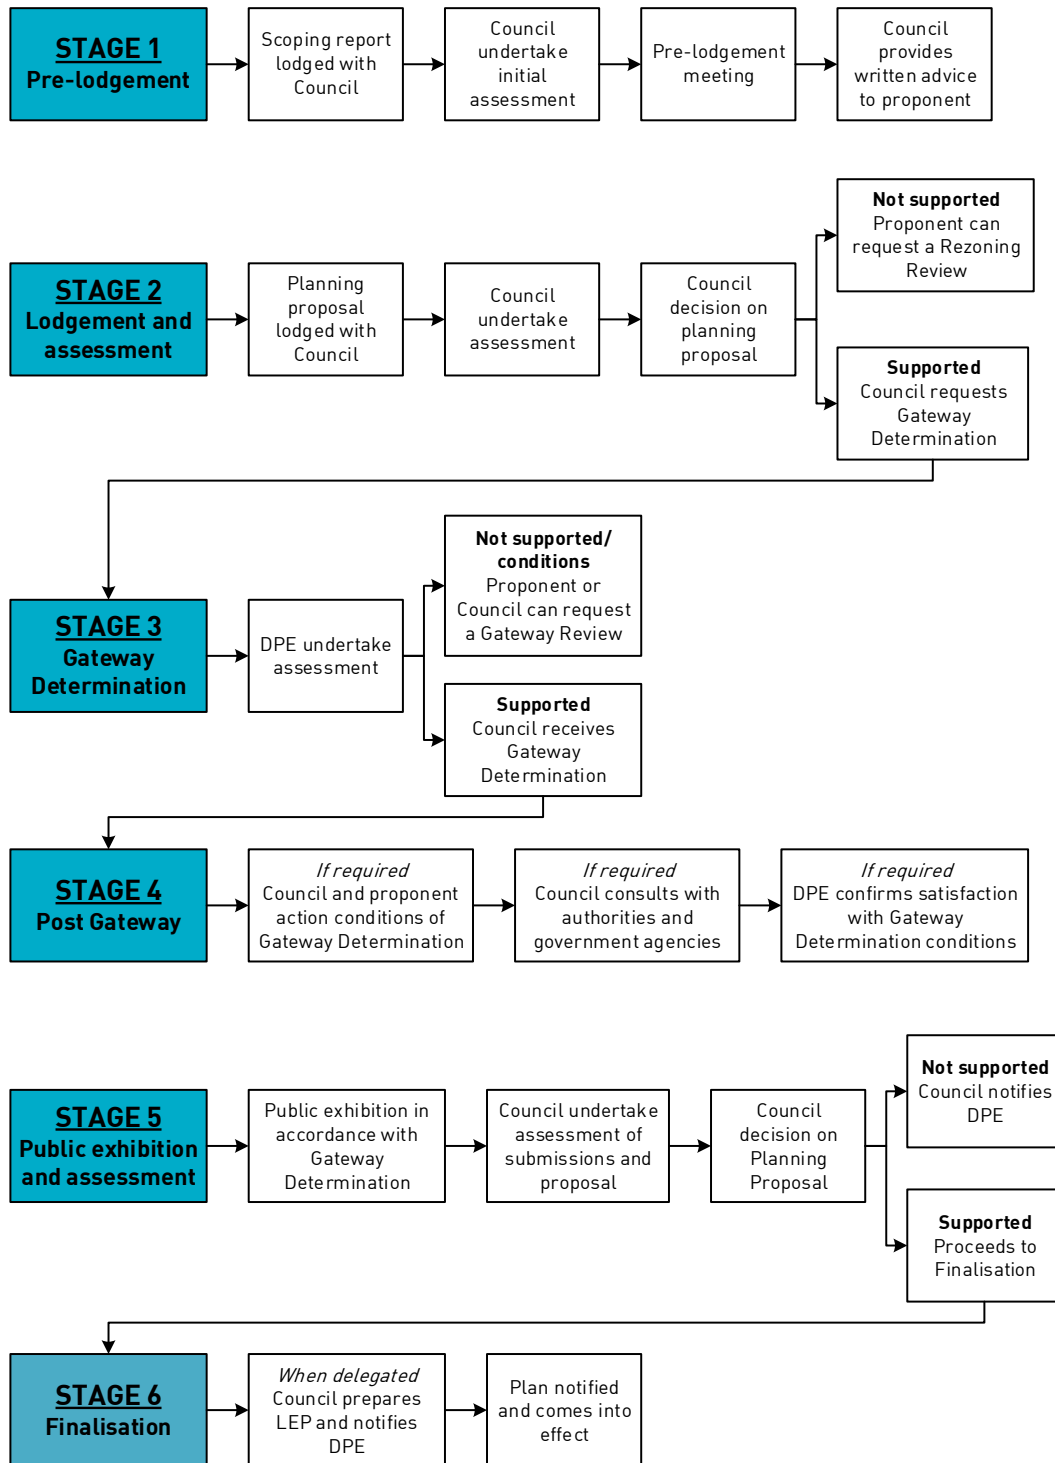 STAGE 1
Pre-lodgement
Scoping report
lodged with
Council
Council
undertake
initial
assessment
Pre-lodgement
meeting
Council
provides
written advice
to proponent
STAGE 2
Lodgement and
assessment
Planning
proposal
lodged with
Council
Council
undertake
assessment
Council
decision on
planning
proposal
Not supported
Proponent can
request a Rezoning
Review
Supported
Council requests
Gateway
Determination
STAGE 3
Gateway
Determination
DPE undertake
assessment
Not supported/
conditions
Proponent or
Council can request
a Gateway Review
Supported
Council receives
Gateway
Determination
STAGE 4
Post Gateway
If required
Council and proponent
action conditions of
Gateway Determination
If required
Council consults with
authorities and
government agencies
If required
DPE confirms satisfaction
with Gateway
Determination conditions
STAGE 5
Public exhibition
and assessment
Public exhibition in
accordance with
Gateway
Determination
Council undertake
assessment of
submissions and
proposal
Council
decision on
Planning
Proposal
Not supported
Council notifies
DPE
Supported
Proceeds to
Finalisation
STAGE 6
Finalisation
When delegated
Council prepares
LEP and notifies
DPE
Plan notified
and comes into
effect